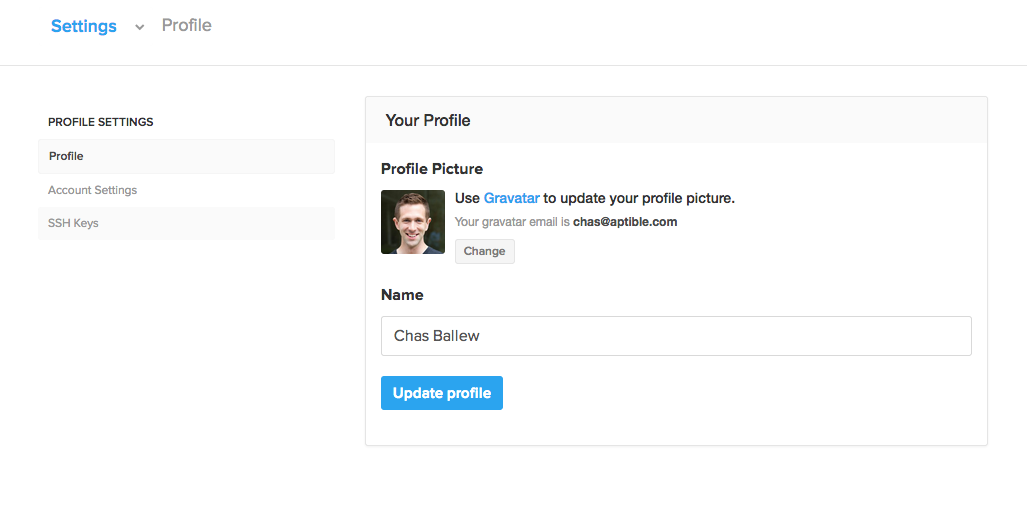 Settings Profile
PROFILE SETTINGS
Profile
Account Settings
SSH Keys
Your Profile
Profile Picture
Use Gravatar to update your profile picture.
Your gravatar email is chas@aptible.com
Change
Name
Chas Ballew
Update profile